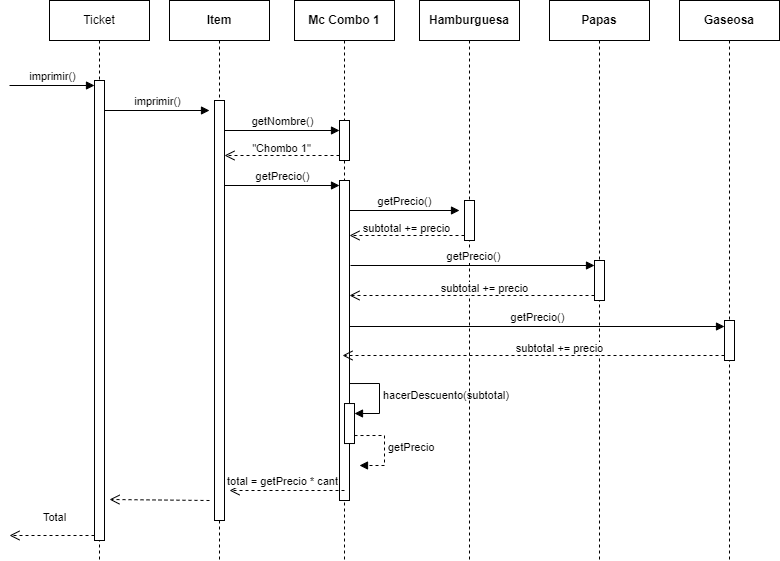 Ticket
Item
Mc Combo 1
Hamburguesa
Papas
Gaseosa
imprimir()
imprimir()
getNombre()
"Chombo 1"
getPrecio()
getPrecio()
subtotal += precio
getPrecio()
subtotal += precio
getPrecio()
subtotal += precio
hacerDescuento(subtotal)
getPrecio
total = getPrecio * cant
Total